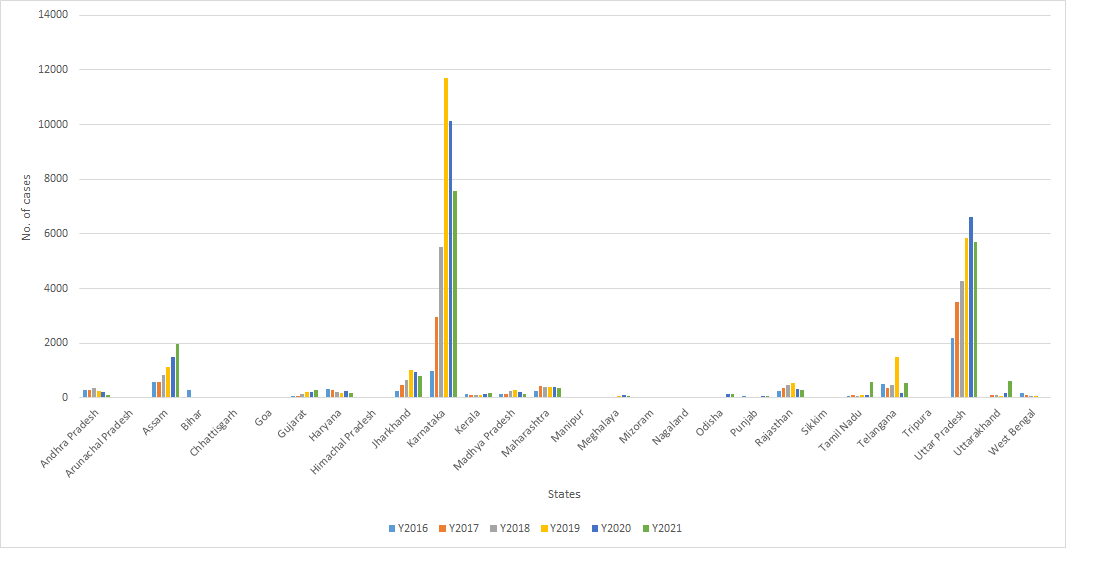 14000
12000
10000
8000
6000
4000
2000
0
No. of cases
Andhra Pradesh
Arunachal Pradesh
Assam
Bihar
Chhattisgarh
Goa
Gujarat
Haryana
Himachal Pradesh
Jharkhand
Karnataka
Kerala
Madhya Pradesh
Maharashtra
Manipur
Meghalaya
Mizoram
Nagaland
Odisha
Punjab
Rajasthan
Sikkim
Tamil Nadu
Telangana
Tripura
Uttar Pradesh
Uttarakhand
West Bengal
States
Y2016 Y2017 Y2018 Y2019 Y2020 Y2021